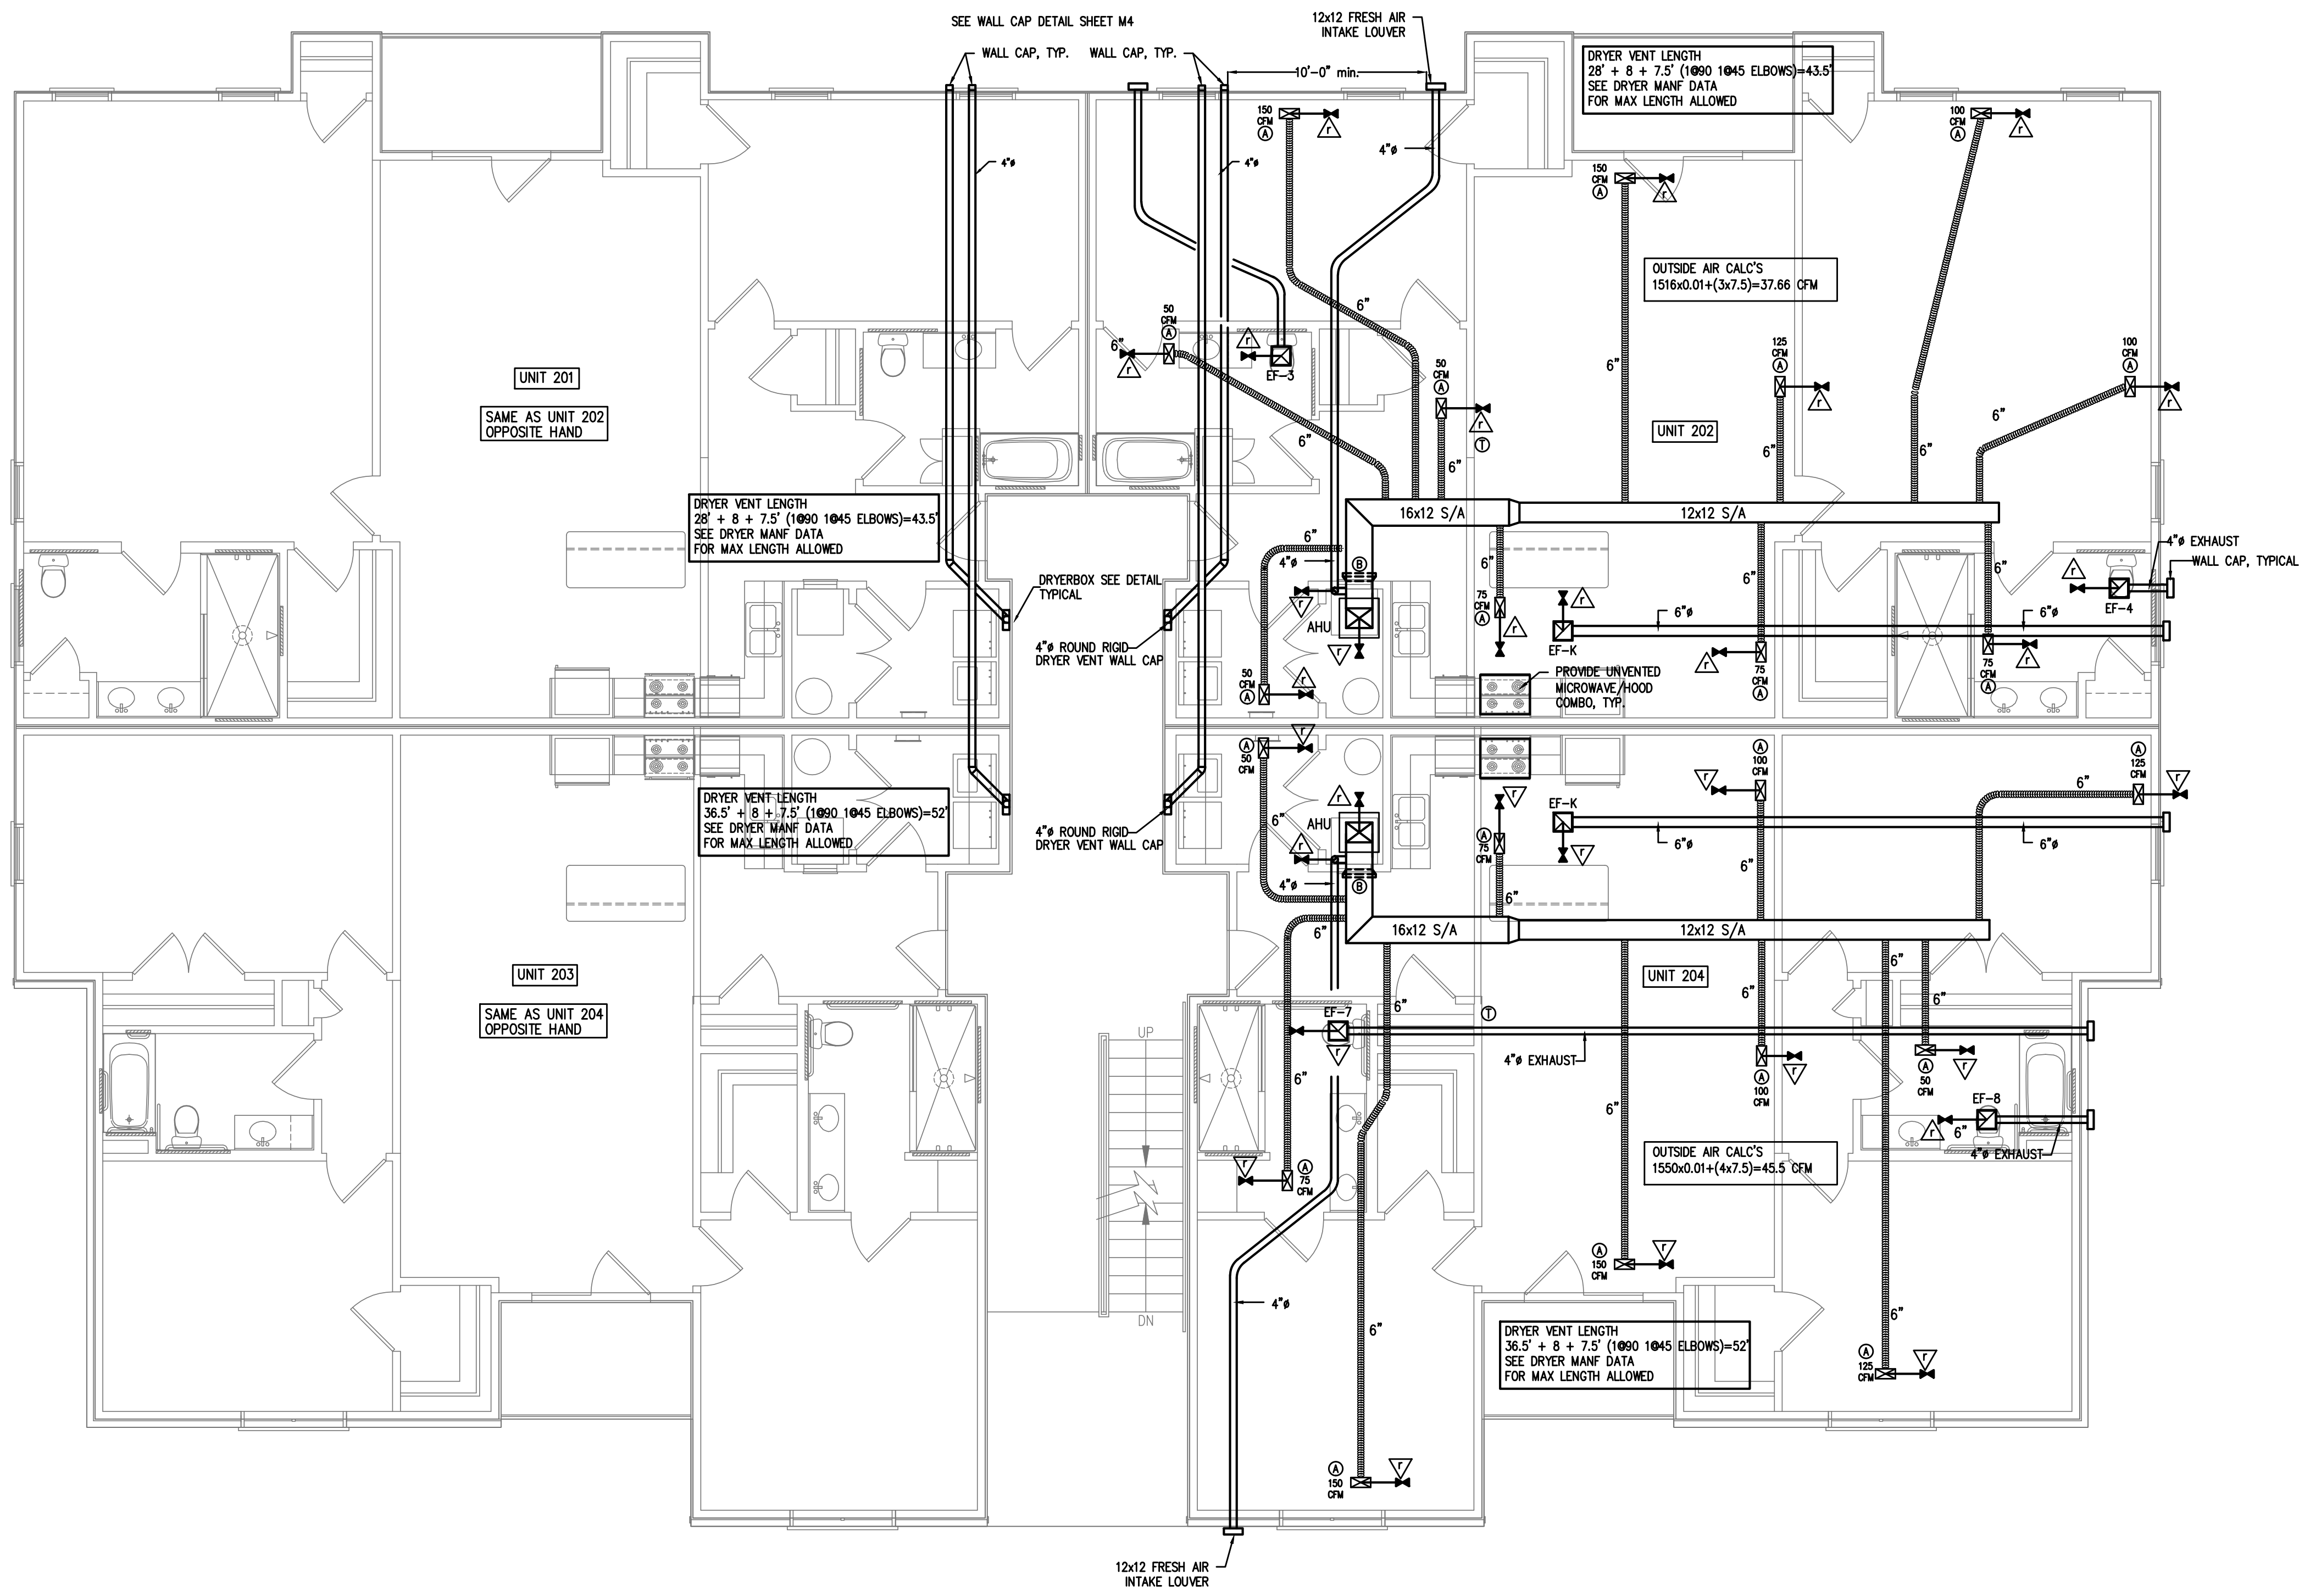 SEE WALL CAP DETAIL SHEET M4
WALL CAP, TYP.
WALL CAP, TYP.
12x12 FRESH AIR
INTAKE LOUVER
10'-0" min.
DRYER VENT LENGTH
28' + 8 + 7.5' (1@90 1@45 ELBOWS)=43.5'
SEE DRYER MANF DATA
FOR MAX LENGTH ALLOWED
150
CFM
A
r
100
CFM
A
r
4"ø
4"ø
4"ø
150
CFM
A
r
OUTSIDE AIR CALC'S
1516x0.01+(3x7.5)=37.66 CFM
6"
50
CFM
A
6"
r
r
EF-3
50
CFM
A
r
T
125
CFM
A
r
100
CFM
A
r
6"
6"
6"
6"
6"
6"
6"
UNIT 201
SAME AS UNIT 202
OPPOSITE HAND
UNIT 202
DRYER VENT LENGTH
28' + 8 + 7.5' (1@90 1@45 ELBOWS)=43.5'
SEE DRYER MANF DATA
FOR MAX LENGTH ALLOWED
16x12 S/A
12x12 S/A
6"
4"ø
B
6"
6"
6"
4"ø EXHAUST
WALL CAP, TYPICAL
DRYERBOX SEE DETAIL
TYPICAL
r
75
CFM
A
r
r
r
EF-4
AHU
r
EF-K
6"ø
6"ø
4"ø ROUND RIGID
DRYER VENT WALL CAP
50
CFM
A
r
r
75
CFM
A
75
CFM
A
r
PROVIDE UNVENTED
MICROWAVE/HOOD
COMBO, TYP.
A
50
CFM
r
A
100
CFM
r
A
125
CFM
r
6"
DRYER VENT LENGTH
36.5' + 8 + 7.5' (1@90 1@45 ELBOWS)=52'
SEE DRYER MANF DATA
FOR MAX LENGTH ALLOWED
4"ø ROUND RIGID
DRYER VENT WALL CAP
6"
AHU
r
r
r
A
75
CFM
EF-K
r
6"ø
6"ø
4"ø
B
6"
6"
6"
6"
16x12 S/A
12x12 S/A
UNIT 203
SAME AS UNIT 204
OPPOSITE HAND
UNIT 204
6"
6"
6"
6"
EF-7
r
T
UP
4"ø EXHAUST
6"
6"
A
100
CFM
r
A
50
CFM
r
EF-8
r
6"
4"ø EXHAUST
OUTSIDE AIR CALC'S
1550x0.01+(4x7.5)=45.5 CFM
r
A
75
CFM
A
150
CFM
r
4"ø
DN
6"
6"
DRYER VENT LENGTH
36.5' + 8 + 7.5' (1@90 1@45 ELBOWS)=52'
SEE DRYER MANF DATA
FOR MAX LENGTH ALLOWED
A
125
CFM
r
A
150
CFM
r
12x12 FRESH AIR
INTAKE LOUVER